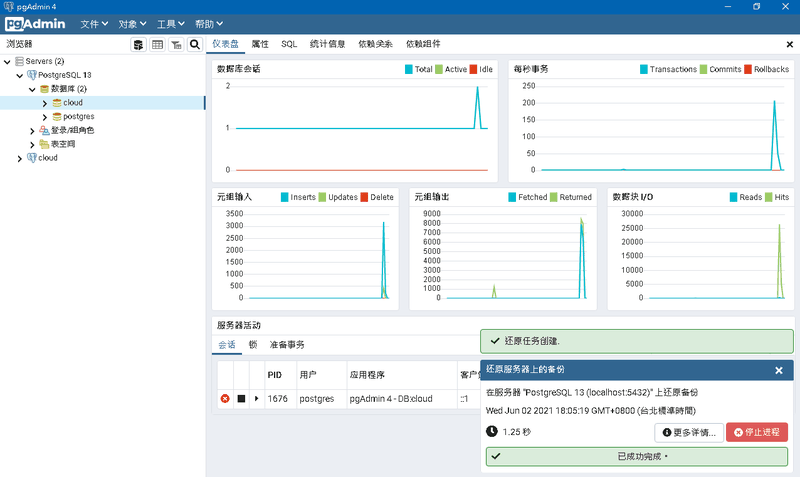 pgAdmin 4
pgAdmin 文件 对象 工具 帮助
浏览器
仪表盘 属性 SQL 统计信息 依赖关系 依赖组件
Servers (2)
PostgreSQL 13
数据库 (2)
cloud
postgres
登录/组角色
表空间
cloud
数据库会话 Total Active Idle
2
1
0
每秒事务 Transactions Commits Rollbacks
250
200
150
100
50
0
元组输入 Inserts Updates Delete
3500
3000
2500
2000
1500
1000
500
0
元组输出 Fetched Returned
9000
8000
7000
6000
5000
4000
3000
2000
1000
0
数据块 I/O Reads Hits
30000
25000
20000
15000
10000
5000
0
服务器活动
会话 锁 准备事务
PID 用户 应用程序 客户
1676 postgres pgAdmin 4 - DB:cloud ::1
还原任务创建.
还原服务器上的备份
在服务器 "PostgreSQL 13 (localhost:5432)" 上还原备份
Wed Jun 02 2021 18:05:19 GMT+0800 (台北標準時間)
1.25 秒 更多详情... 停止进程
已成功完成。